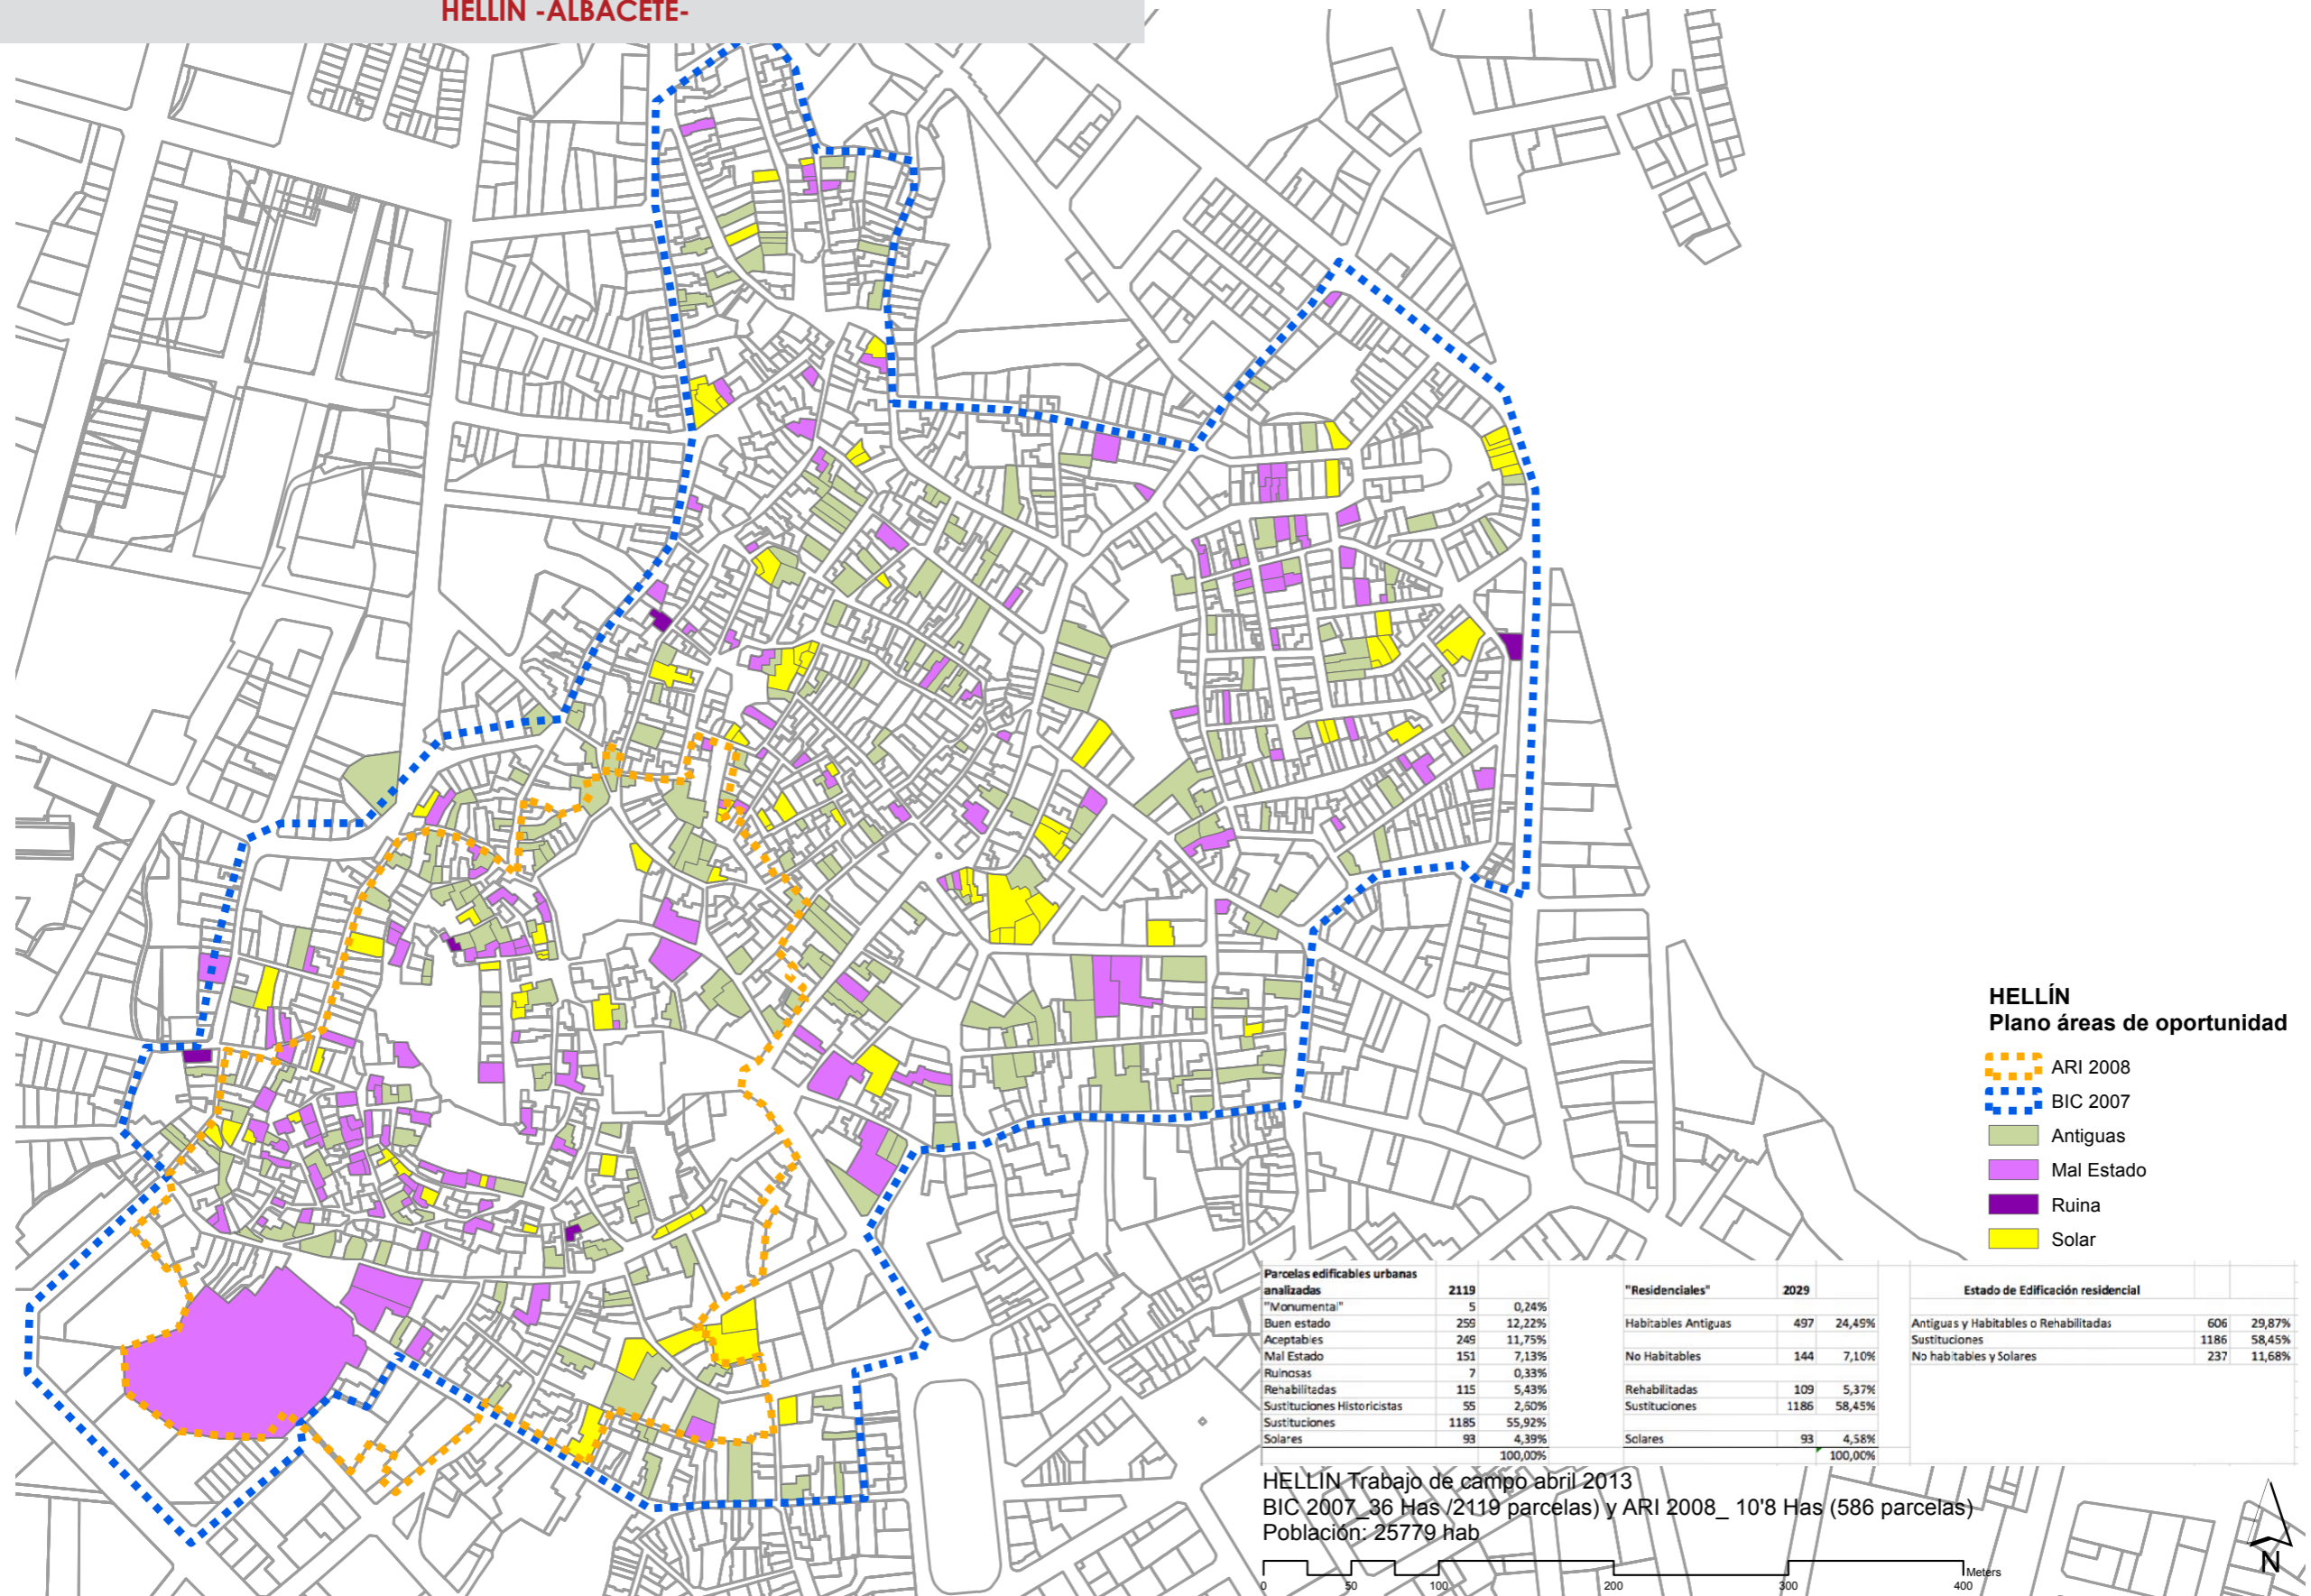 HELLIN -ALBACETE-
HELLÍN
Plano áreas de oportunidad
ARI 2008
BIC 2007
Antiguas
Mal Estado
Ruina
Solar
Parcelas edificables urbanas
analizadas 2119 "Residenciales" 2029 Estado de Edificación residencial
"Monumental" 5 0,24%
Buen estado 259 12,22% Habitables Antiguas 497 24,49% Antiguas y Habitables o Rehabilitadas 606 29,87%
Aceptables 249 11,75% Sustituciones 1186 58,45%
Mal Estado 151 7,13% No Habitables 144 7,10% No habitables y Solares 237 11,68%
Ruinosas 7 0,33%
Rehabilitadas 115 5,43% Rehabilitadas 109 5,37%
Sustituciones Historicistas 55 2,60% Sustituciones 1186 58,45%
Sustituciones 1185 55,92%
Solares 93 4,39% Solares 93 4,58%
100,00% 100,00%
HELLIN Trabajo de campo abril 2013
BIC 2007_36 Has /2119 parcelas) y ARI 2008_ 10'8 Has (586 parcelas)
Población: 25779 hab
Meters
0 50 100 200 300 400
N